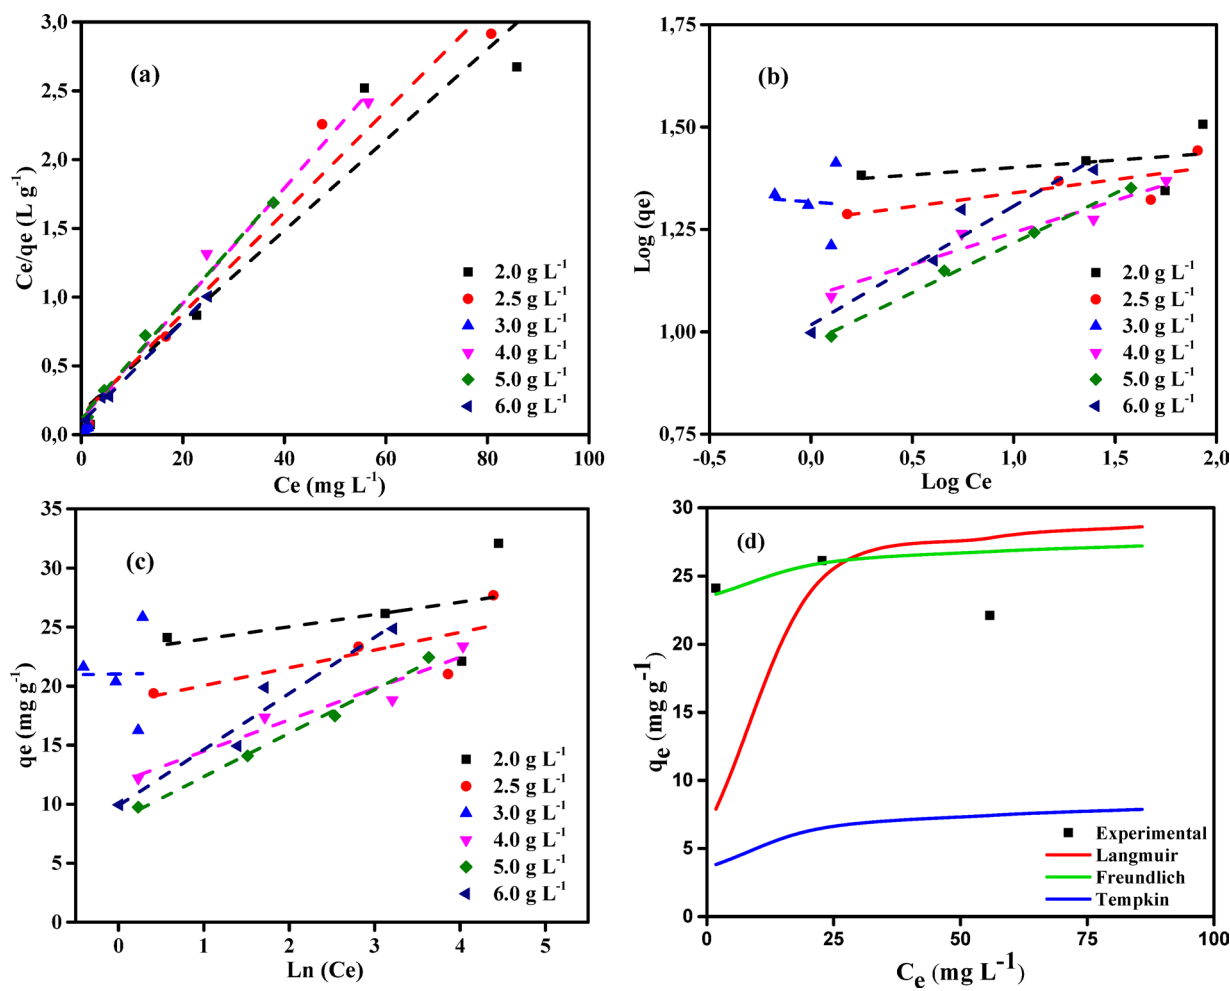 (a)
3,0
2,5
2,0
1,5
1,0
0,5
0,0
Ce/qe (L g⁻¹)
2.0 g L⁻¹
2.5 g L⁻¹
3.0 g L⁻¹
4.0 g L⁻¹
5.0 g L⁻¹
6.0 g L⁻¹
0 20 40 60 80 100
Ce (mg L⁻¹)
(b)
1,75
1,50
1,25
1,00
0,75
Log (qe)
2.0 g L⁻¹
2.5 g L⁻¹
3.0 g L⁻¹
4.0 g L⁻¹
5.0 g L⁻¹
6.0 g L⁻¹
-0,5 0,0 0,5 1,0 1,5 2,0
Log Ce
(c)
35
30
25
20
15
10
5
0
qe (mg g⁻¹)
2.0 g L⁻¹
2.5 g L⁻¹
3.0 g L⁻¹
4.0 g L⁻¹
5.0 g L⁻¹
6.0 g L⁻¹
0 1 2 3 4 5
Ln (Ce)
(d)
30
25
20
15
10
5
0
qₑ (mg g⁻¹)
Experimental
Langmuir
Freundlich
Tempkin
0 25 50 75 100
Cₑ (mg L⁻¹)